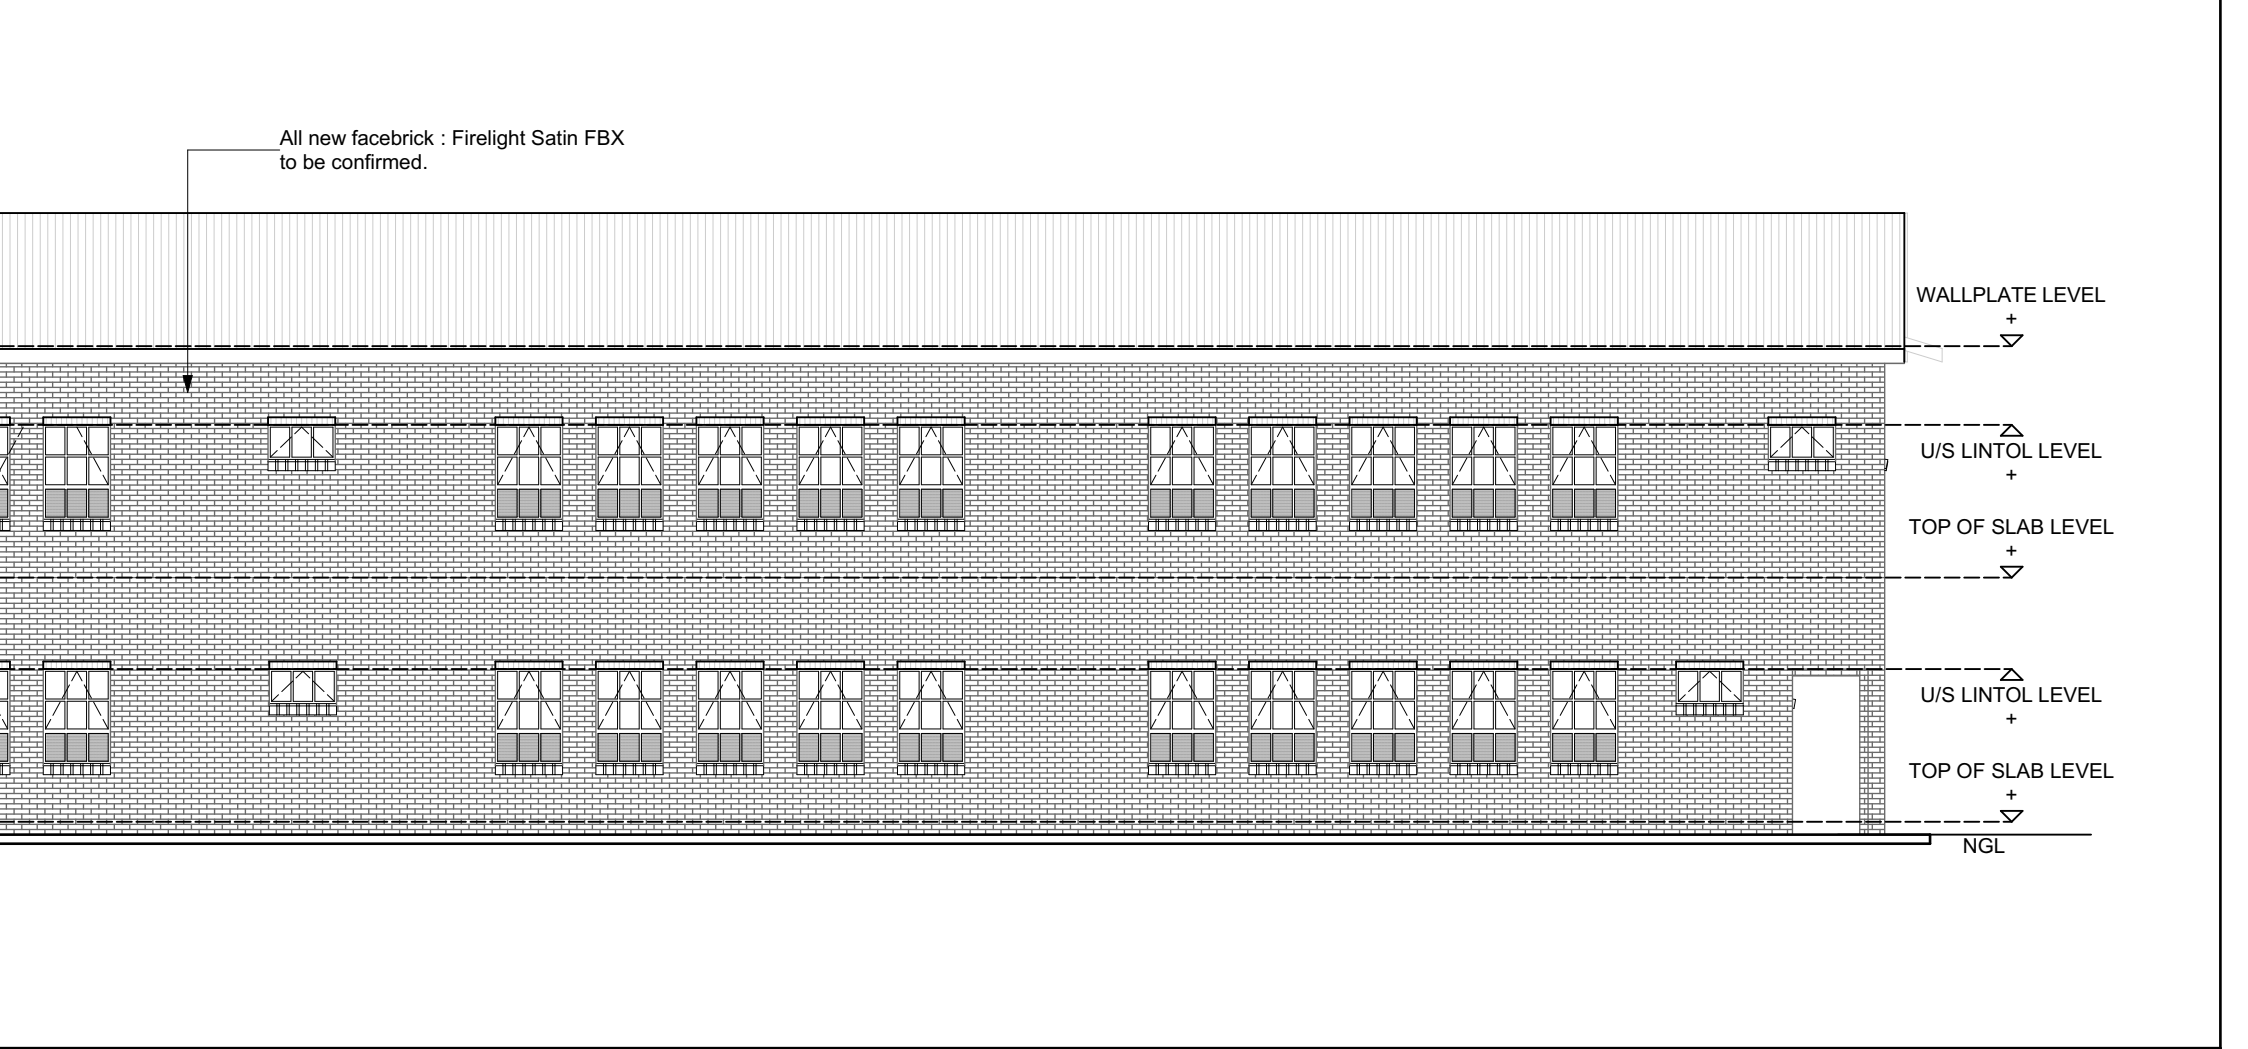 All new facebrick : Firelight Satin FBX
to be confirmed.
WALLPLATE LEVEL
+
U/S LINTOL LEVEL
+
TOP OF SLAB LEVEL
+
U/S LINTOL LEVEL
+
TOP OF SLAB LEVEL
+
NGL